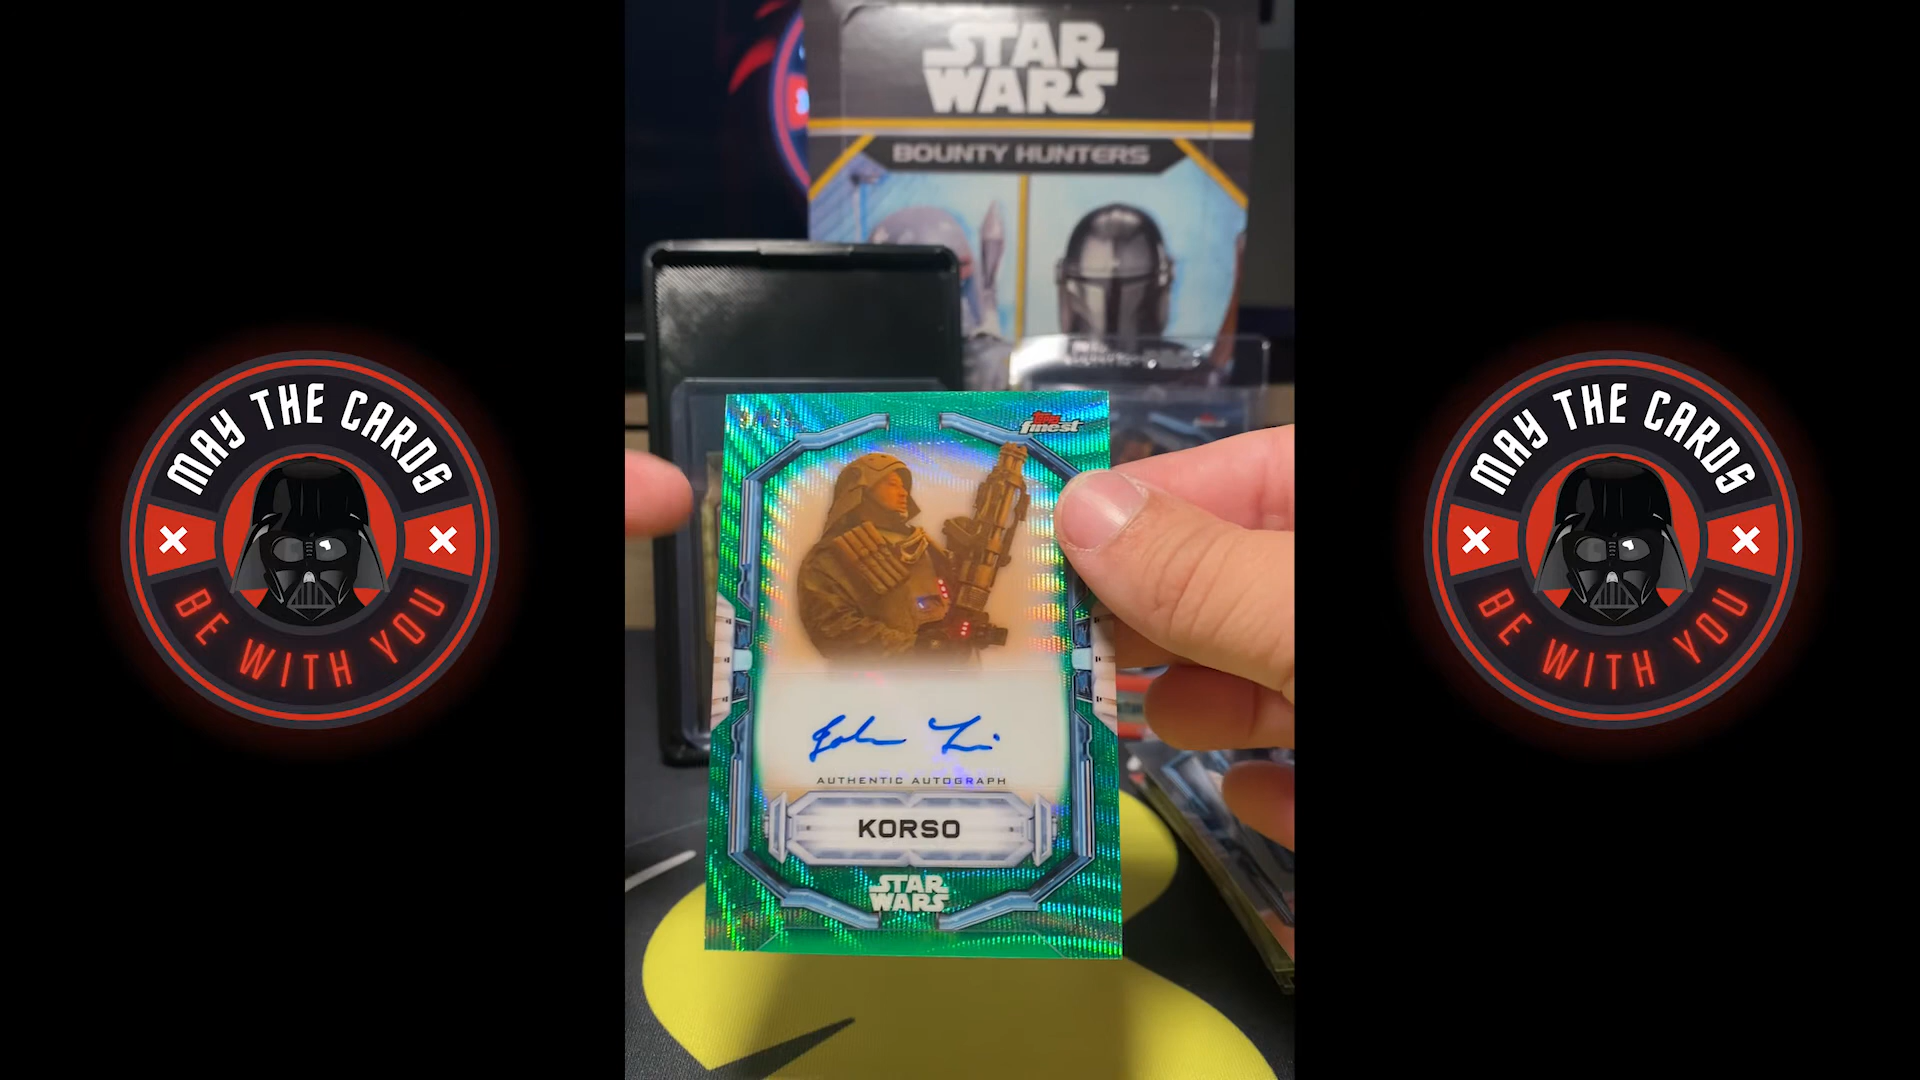 STAR
WARS
BOUNTY HUNTERS
MAY THE CARDS
BE WITH YOU
Topps
finest
AUTHENTIC AUTOGRAPH
KORSO
STAR
WARS
MAY THE CARDS
BE WITH YOU